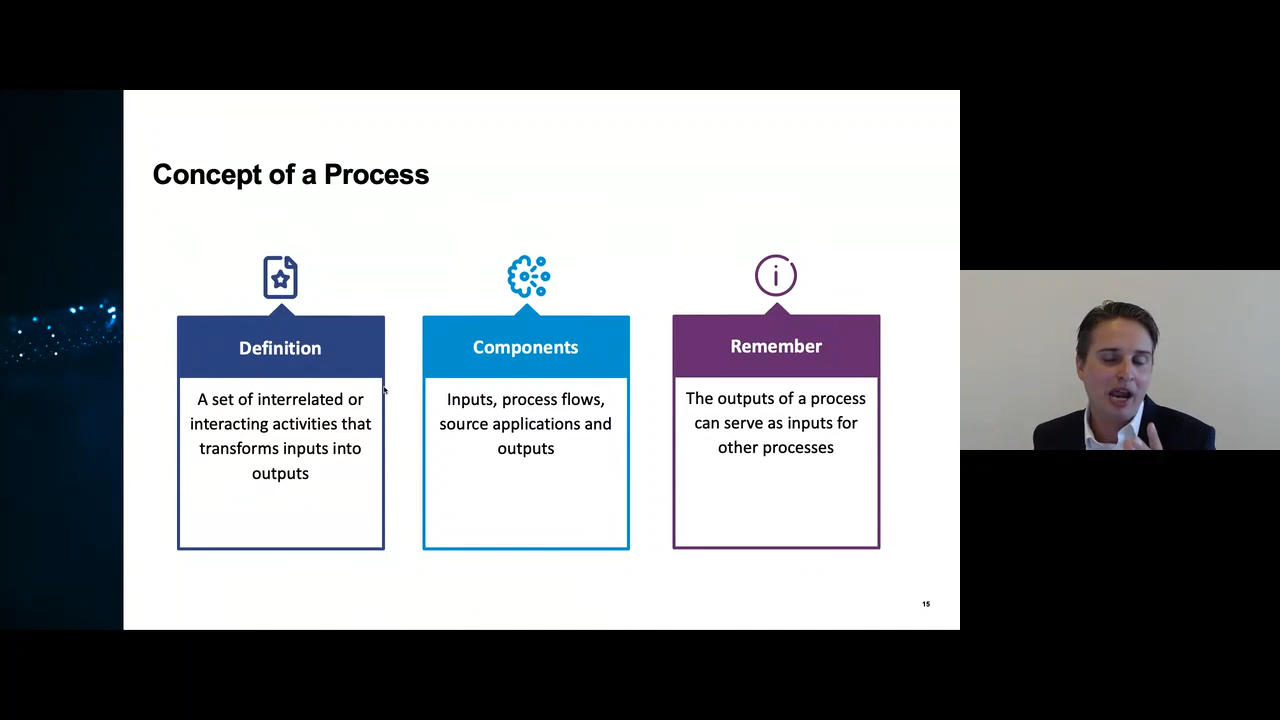 Concept of a Process
Definition
A set of interrelated or
interacting activities that
transforms inputs into
outputs
Components
Inputs, process flows,
source applications and
outputs
Remember
The outputs of a process
can serve as inputs for
other processes
15